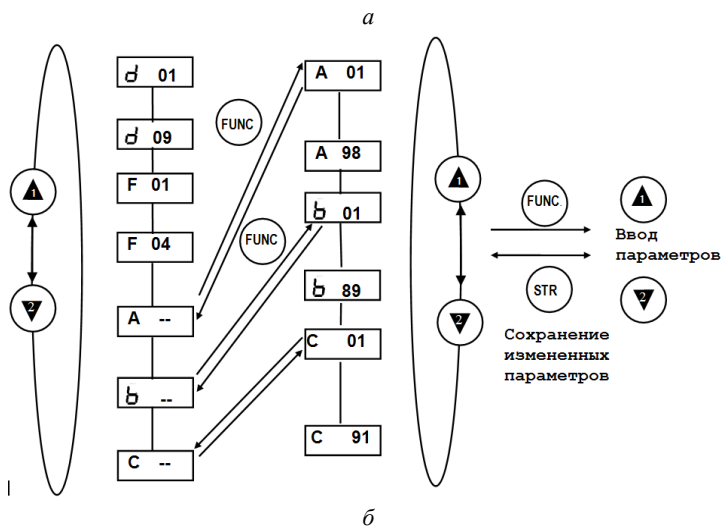 а
d 01
d 09
F 01
F 04
A --
b --
C --
FUNC
FUNC
A 01
A 98
b 01
b 89
C 01
C 91
1
2
1
2
FUNC.
STR
1
Ввод
параметров
2
Сохранение
измененных
параметров
б